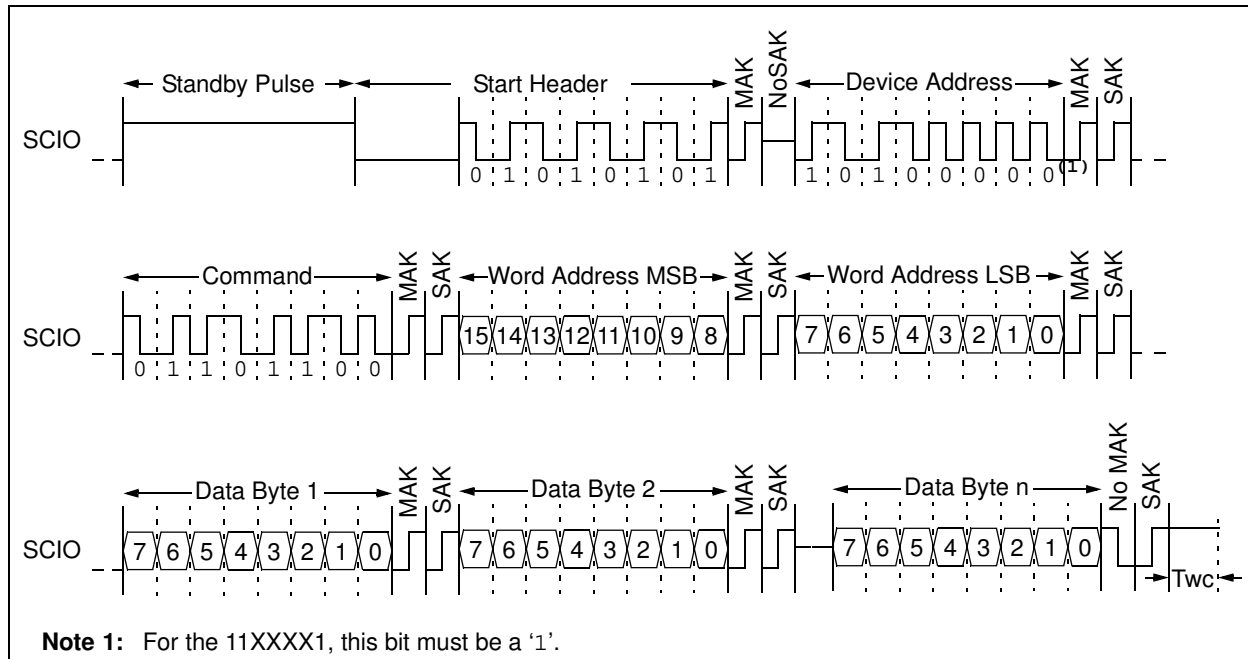 Standby Pulse Start Header MAK NoSAK Device Address MAK SAK
SCIO
0 1 0 1 0 1 0 1 1 0 1 0 0 0 0 0(1)
Command MAK SAK Word Address MSB MAK SAK Word Address LSB MAK SAK
SCIO 15 14 13 12 11 10 9 8 7 6 5 4 3 2 1 0
0 1 1 0 1 1 0 0
Data Byte 1 MAK SAK Data Byte 2 MAK SAK Data Byte n No MAK SAK
SCIO 7 6 5 4 3 2 1 0 7 6 5 4 3 2 1 0 7 6 5 4 3 2 1 0
Twc
Note 1: For the 11XXXX1, this bit must be a ‘1’.